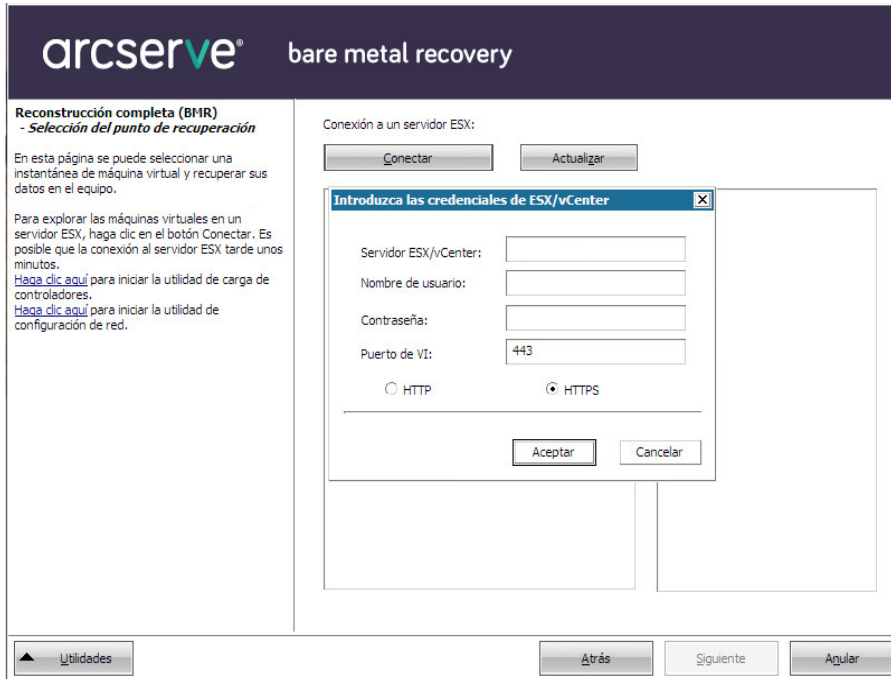 arcserve® bare metal recovery
Reconstrucción completa (BMR)
- Selección del punto de recuperación
En esta página se puede seleccionar una
instantánea de máquina virtual y recuperar sus
datos en el equipo.
Para explorar las máquinas virtuales en un
servidor ESX, haga clic en el botón Conectar. Es
posible que la conexión al servidor ESX tarde unos
minutos.
Haga clic aquí para iniciar la utilidad de carga de
controladores.
Haga clic aquí para iniciar la utilidad de
configuración de red.
Conexión a un servidor ESX:
Conectar
Actualizar
Introduzca las credenciales de ESX/vCenter
Servidor ESX/vCenter:
Nombre de usuario:
Contraseña:
Puerto de VI: 443
HTTP
HTTPS
Aceptar
Cancelar
Utilidades
Atrás
Siguiente
Anular